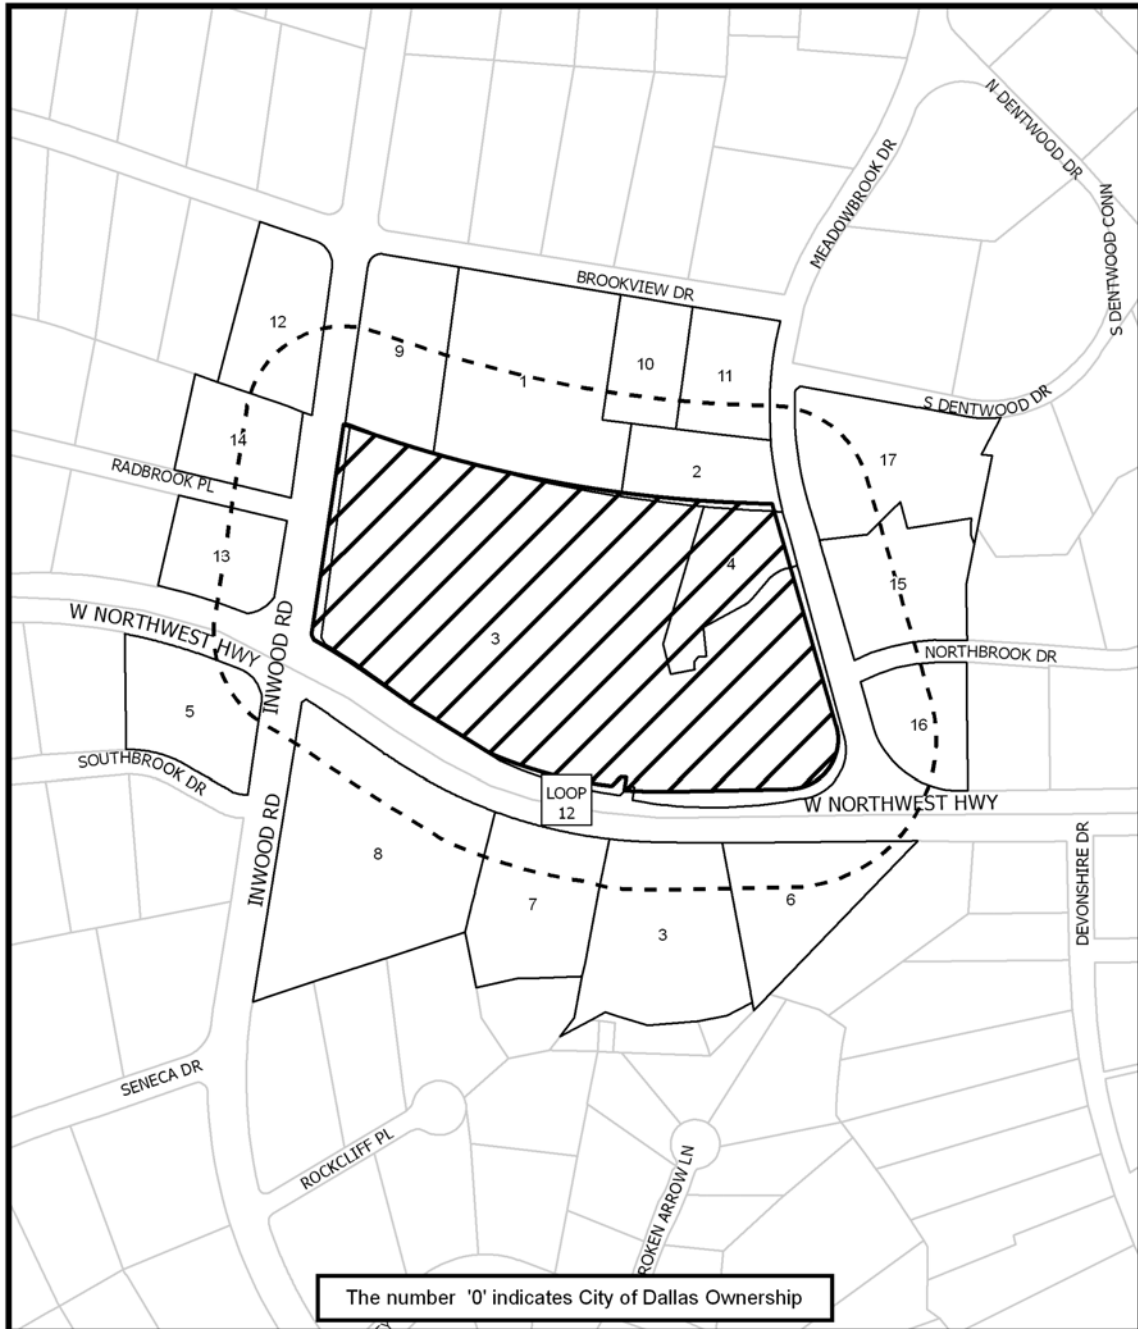 N DENTWOOD DR
MEADOWBROOK DR
S DENTWOOD CONN
BROOKVIEW DR
12
9
1
10
11
S DENTWOOD DR
14
17
RADBROOK PL
2
13
4
15
W NORTHWEST HWY
INWOOD RD
3
NORTHBROOK DR
5
16
SOUTHBROOK DR
LOOP
12
W NORTHWEST HWY
INWOOD RD
8
7
3
6
DEVONSHIRE DR
SENECA DR
ROCKCLIFF PL
ROKEN ARROW LN
The number '0' indicates City of Dallas Ownership